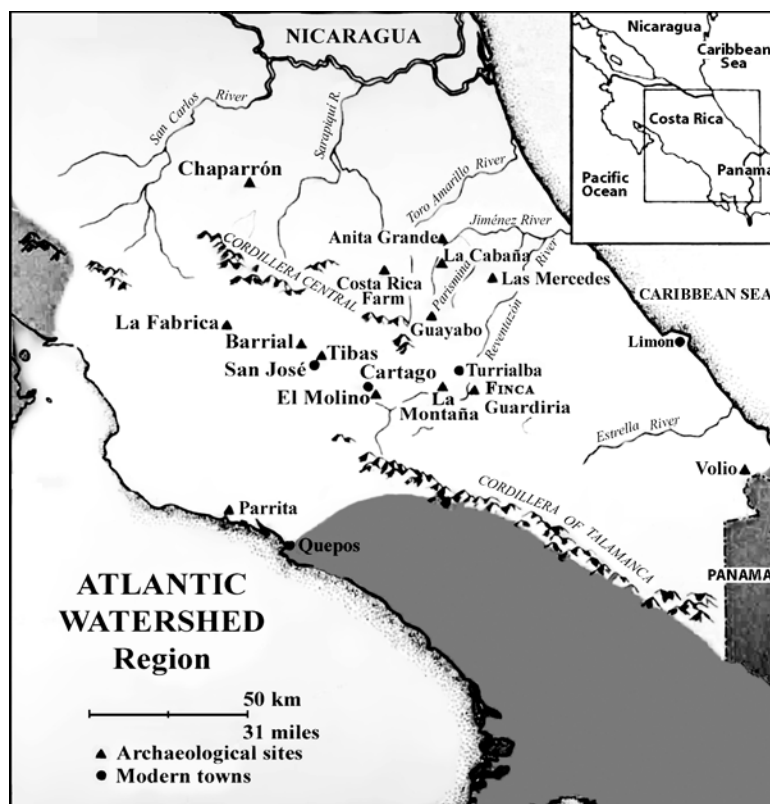 NICARAGUA
Nicaragua
Caribbean
Sea
Costa Rica
Panama
Pacific
Ocean
San Carlos River
Sarapiqui R.
Chaparrón
Toro Amarillo River
Jiménez River
Anita Grande
La Cabaña
CORDILLERA CENTRAL
Costa Rica
Farm
Parismina
Las Mercedes
Reventazón River
CARIBBEAN SEA
La Fabrica
Guayabo
Barrial
Tibas
Limon
San José
Cartago
Turrialba
El Molino
La
Montaña
FINCA
Guardiria
Estrella River
Volio
CORDILLERA OF TALAMANCA
Parrita
Quepos
PANAMA
ATLANTIC
WATERSHED
Region
50 km
31 miles
Archaeological sites
Modern towns